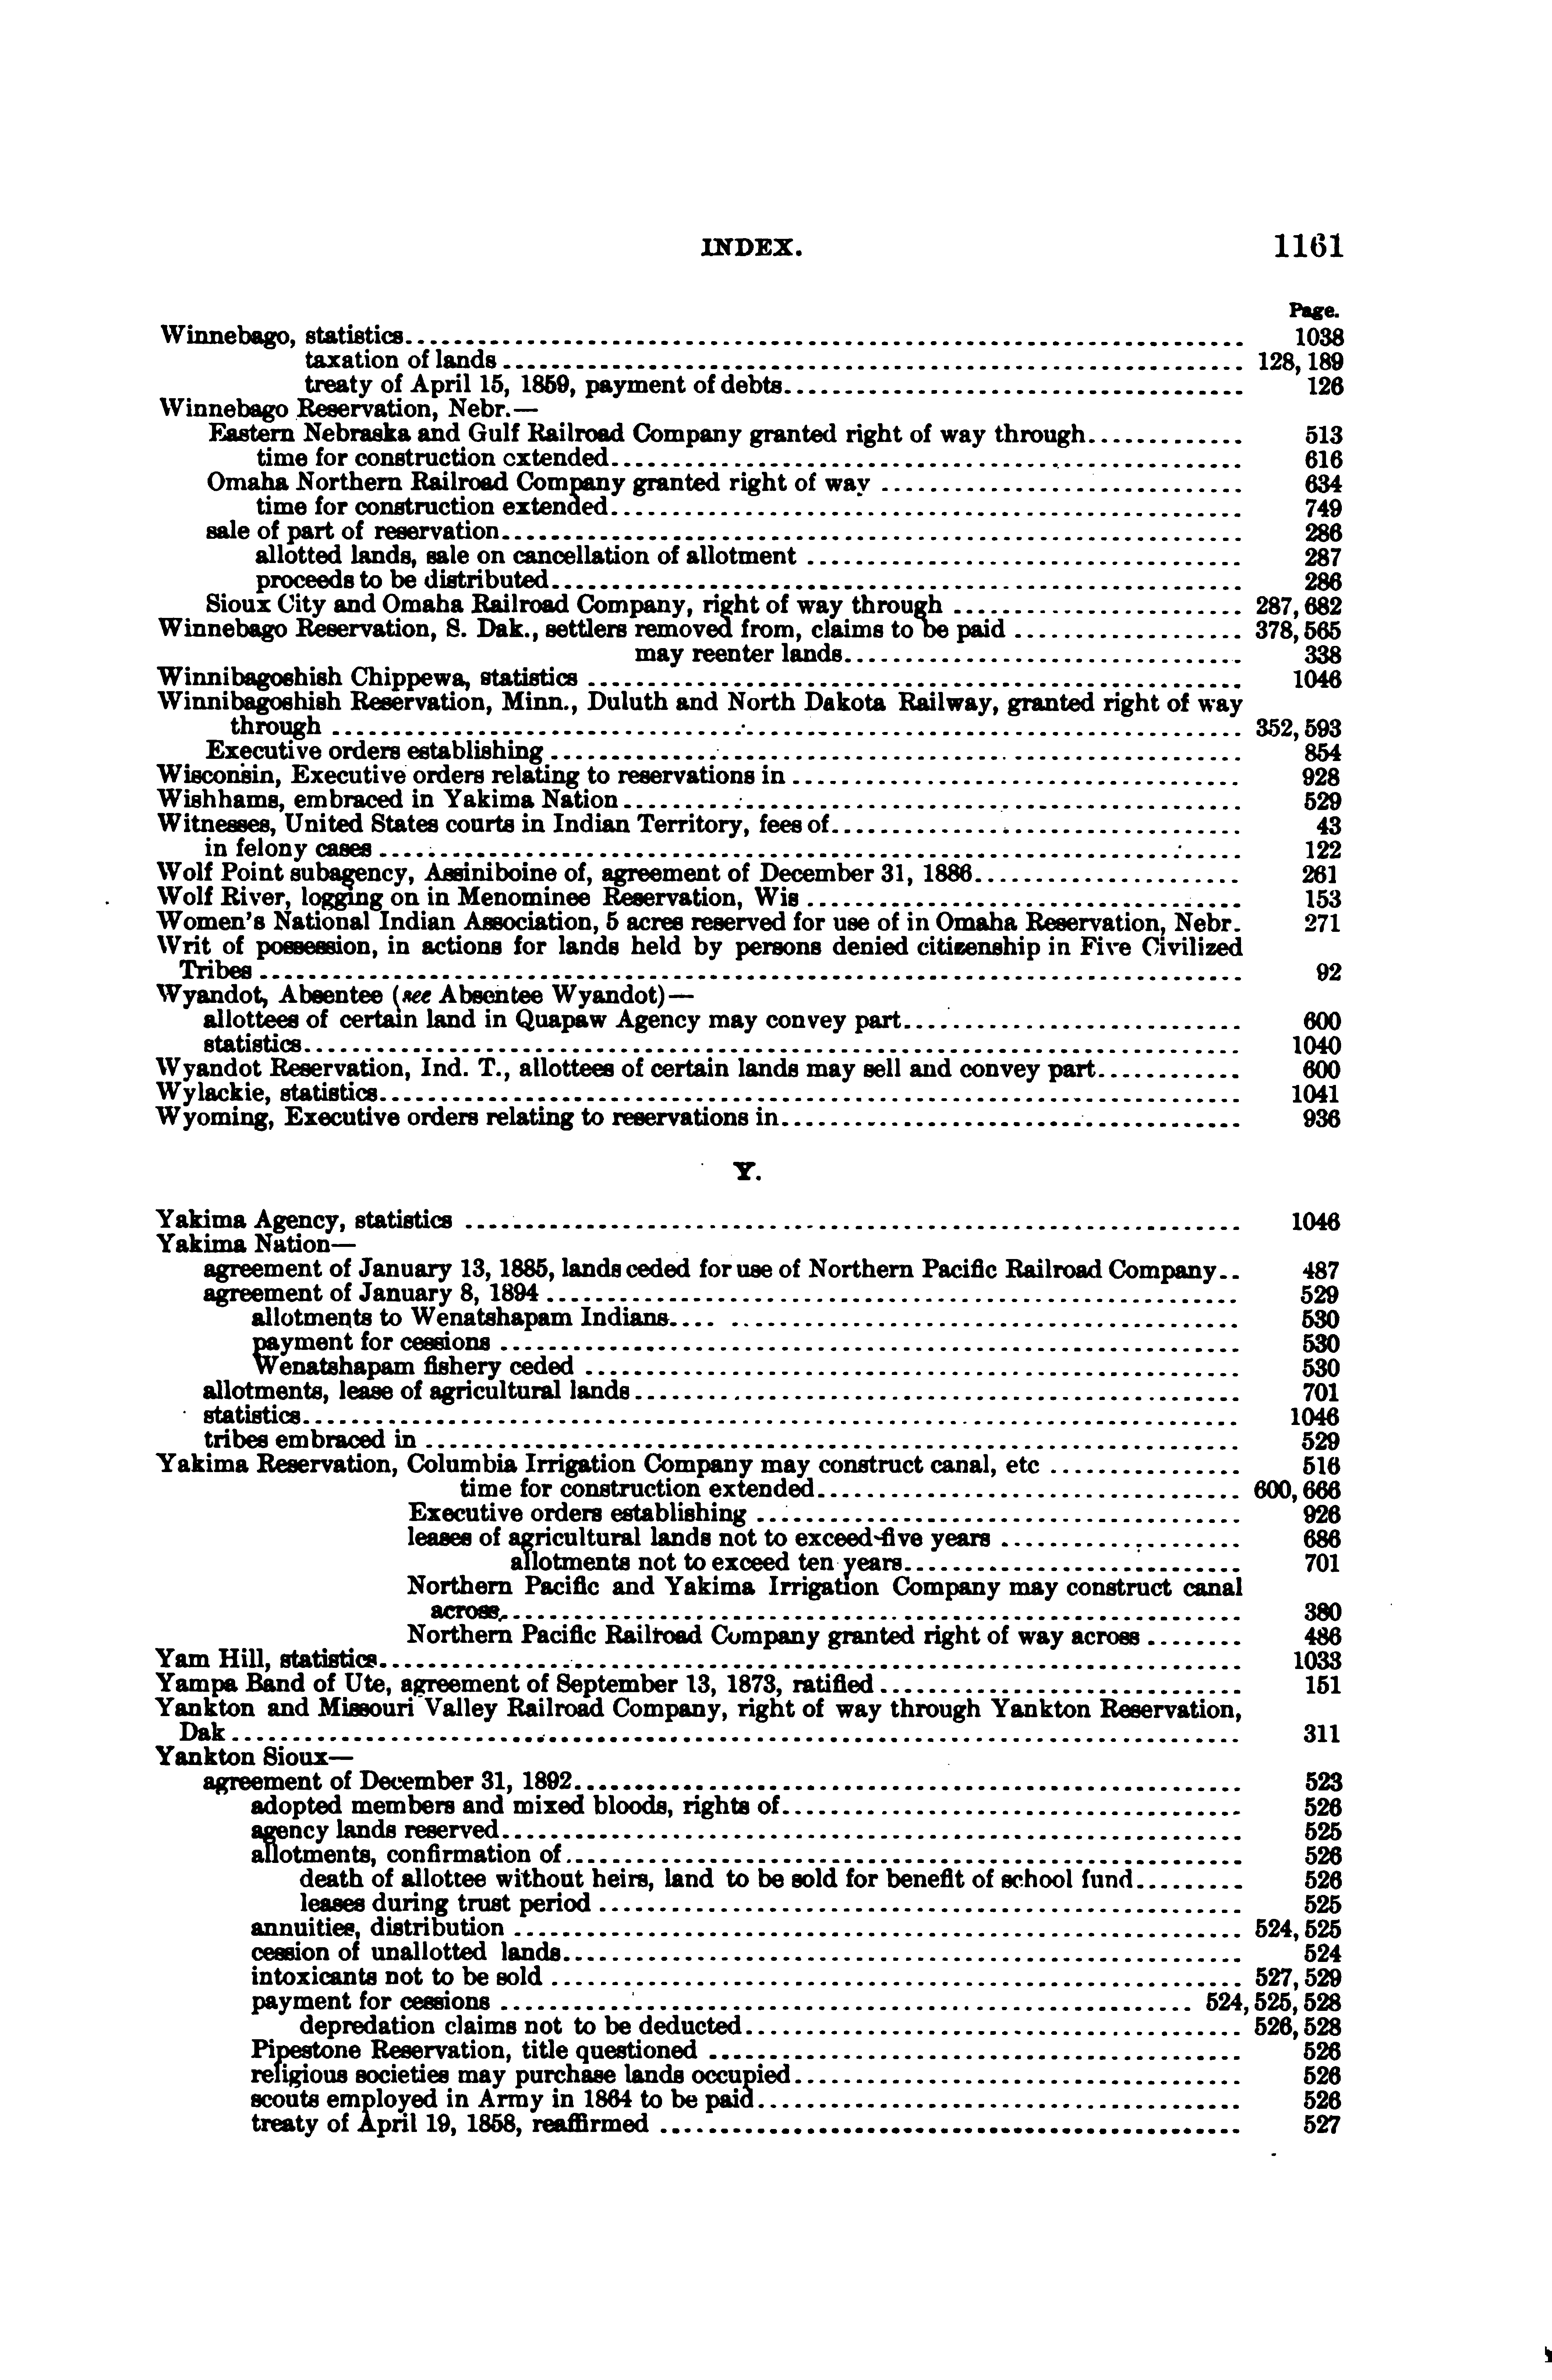 INDEX. 1161
Page.
Winnebago, statistics 1038
taxation of lands 128, 189
treaty of April 15, 1859, payment of debts 126
Winnebago Reservation, Nebr.—
Eastern Nebraska and Gulf Railroad Company granted right of way through 513
time for construction extended 616
Omaha Northern Railroad Company granted right of way 634
time for construction extended 749
sale of part of reservation 286
allotted lands, sale on cancellation of allotment 287
proceeds to be distributed 286
Sioux City and Omaha Railroad Company, right of way through 287, 682
Winnebago Reservation, S. Dak., settlers removed from, claims to be paid 378, 565
may reenter lands 338
Winnibagoshish Chippewa, statistics 1046
Winnibagoshish Reservation, Minn., Duluth and North Dakota Railway, granted right of way
through 352, 593
Executive orders establishing 854
Wisconsin, Executive orders relating to reservations in 928
Wishhams, embraced in Yakima Nation 529
Witnesses, United States courts in Indian Territory, fees of 43
in felony cases 122
Wolf Point subagency, Assiniboine of, agreement of December 31, 1886 261
Wolf River, logging on in Menominee Reservation, Wis 153
Women's National Indian Association, 5 acres reserved for use of in Omaha Reservation, Nebr. 271
Writ of possession, in actions for lands held by persons denied citizenship in Five Civilized
Tribes 92
Wyandot, Absentee (see Absentee Wyandot)—
allottees of certain land in Quapaw Agency may convey part 600
statistics 1040
Wyandot Reservation, Ind. T., allottees of certain lands may sell and convey part 600
Wylackie, statistics 1041
Wyoming, Executive orders relating to reservations in 936
Y.
Yakima Agency, statistics 1046
Yakima Nation—
agreement of January 13, 1885, lands ceded for use of Northern Pacific Railroad Company 487
agreement of January 8, 1894 529
allotments to Wenatshapam Indians 530
payment for cessions 530
Wenatshapam fishery ceded 530
allotments, lease of agricultural lands 701
statistics 1046
tribes embraced in 529
Yakima Reservation, Columbia Irrigation Company may construct canal, etc 516
time for construction extended 600, 666
Executive orders establishing 926
leases of agricultural lands not to exceed five years 686
allotments not to exceed ten years 701
Northern Pacific and Yakima Irrigation Company may construct canal
across 380
Northern Pacific Railroad Company granted right of way across 486
Yam Hill, statistics 1033
Yampa Band of Ute, agreement of September 13, 1873, ratified 151
Yankton and Missouri Valley Railroad Company, right of way through Yankton Reservation,
Dak 311
Yankton Sioux—
agreement of December 31, 1892 523
adopted members and mixed bloods, rights of 526
agency lands reserved 525
allotments, confirmation of 526
death of allottee without heirs, land to be sold for benefit of school fund 526
leases during trust period 525
annuities, distribution 524, 525
cession of unallotted lands 524
intoxicants not to be sold 527, 529
payment for cessions 524, 525, 528
depredation claims not to be deducted 526, 528
Pipestone Reservation, title questioned 526
religious societies may purchase lands occupied 526
scouts employed in Army in 1864 to be paid 526
treaty of April 19, 1858, reaffirmed 527